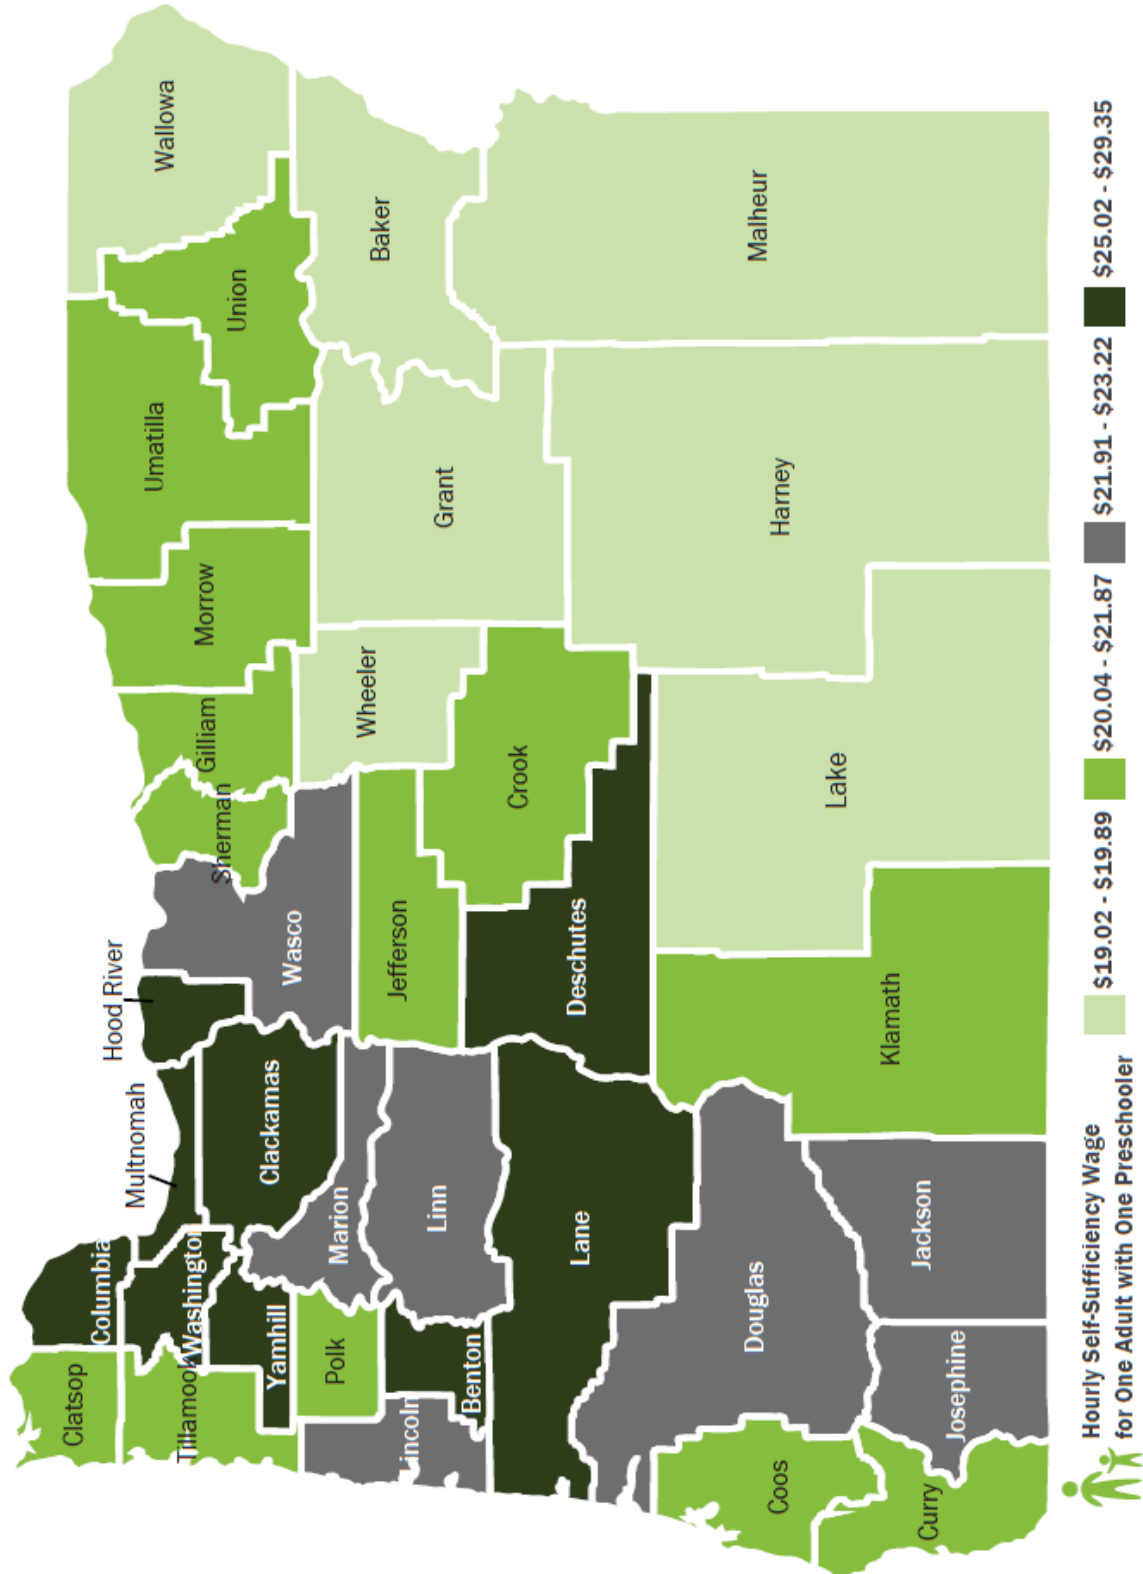 Clatsop
Columbia
Multnomah
Hood River
Tillamook
Washington
Yamhill
Clackamas
Polk
Marion
Lincoln
Benton
Linn
Lane
Wasco
Sherman
Gilliam
Morrow
Umatilla
Union
Wallowa
Wheeler
Jefferson
Crook
Grant
Baker
Deschutes
Douglas
Coos
Curry
Josephine
Jackson
Klamath
Lake
Harney
Malheur
Hourly Self-Sufficiency Wage
for One Adult with One Preschooler
$19.02 - $19.89
$20.04 - $21.87
$21.91 - $23.22
$25.02 - $29.35